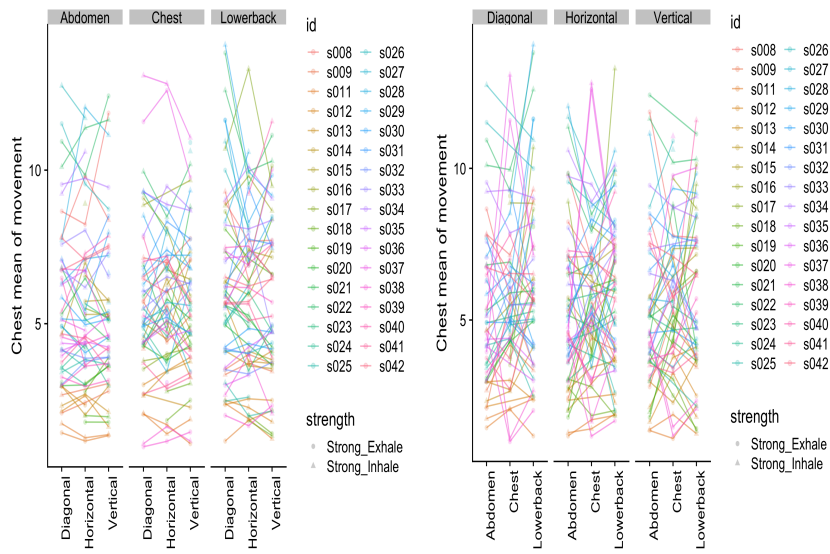 Abdomen Chest Lowerback
Chest mean of movement
10
5
Diagonal Horizontal Vertical Diagonal Horizontal Vertical Diagonal Horizontal Vertical
id
s008 s026
s009 s027
s011 s028
s012 s029
s013 s030
s014 s031
s015 s032
s016 s033
s017 s034
s018 s035
s019 s036
s020 s037
s021 s038
s022 s039
s023 s040
s024 s041
s025 s042
strength
Strong_Exhale
Strong_Inhale
Diagonal Horizontal Vertical
Chest mean of movement
10
5
Abdomen Chest Lowerback Abdomen Chest Lowerback Abdomen Chest Lowerback
id
s008 s026
s009 s027
s011 s028
s012 s029
s013 s030
s014 s031
s015 s032
s016 s033
s017 s034
s018 s035
s019 s036
s020 s037
s021 s038
s022 s039
s023 s040
s024 s041
s025 s042
strength
Strong_Exhale
Strong_Inhale